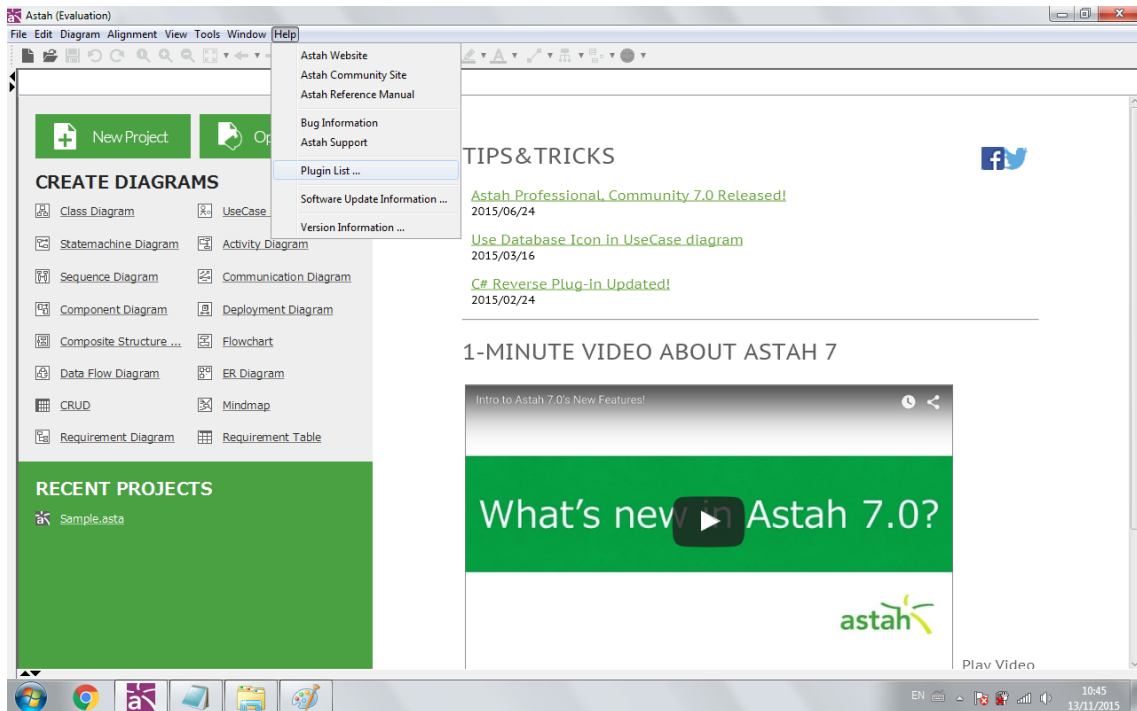 Astah (Evaluation)
File Edit Diagram Alignment View Tools Window Help
Astah Website
Astah Community Site
Astah Reference Manual
Bug Information
Astah Support
Plugin List ...
Software Update Information ...
Version Information ...
New Project
Op
CREATE DIAGRAMS
Class Diagram
UseCase
Statemachine Diagram
Activity Diagram
Sequence Diagram
Communication Diagram
Component Diagram
Deployment Diagram
Composite Structure ...
Flowchart
Data Flow Diagram
ER Diagram
CRUD
Mindmap
Requirement Diagram
Requirement Table
RECENT PROJECTS
Sample.asta
TIPS&TRICKS
Astah Professional, Community 7.0 Released!
2015/06/24
Use Database Icon in UseCase diagram
2015/03/16
C# Reverse Plug-in Updated!
2015/02/24
1-MINUTE VIDEO ABOUT ASTAH 7
Intro to Astah 7.0's New Features!
What's new in Astah 7.0?
astah
Play Video
EN
10:45
13/11/2015